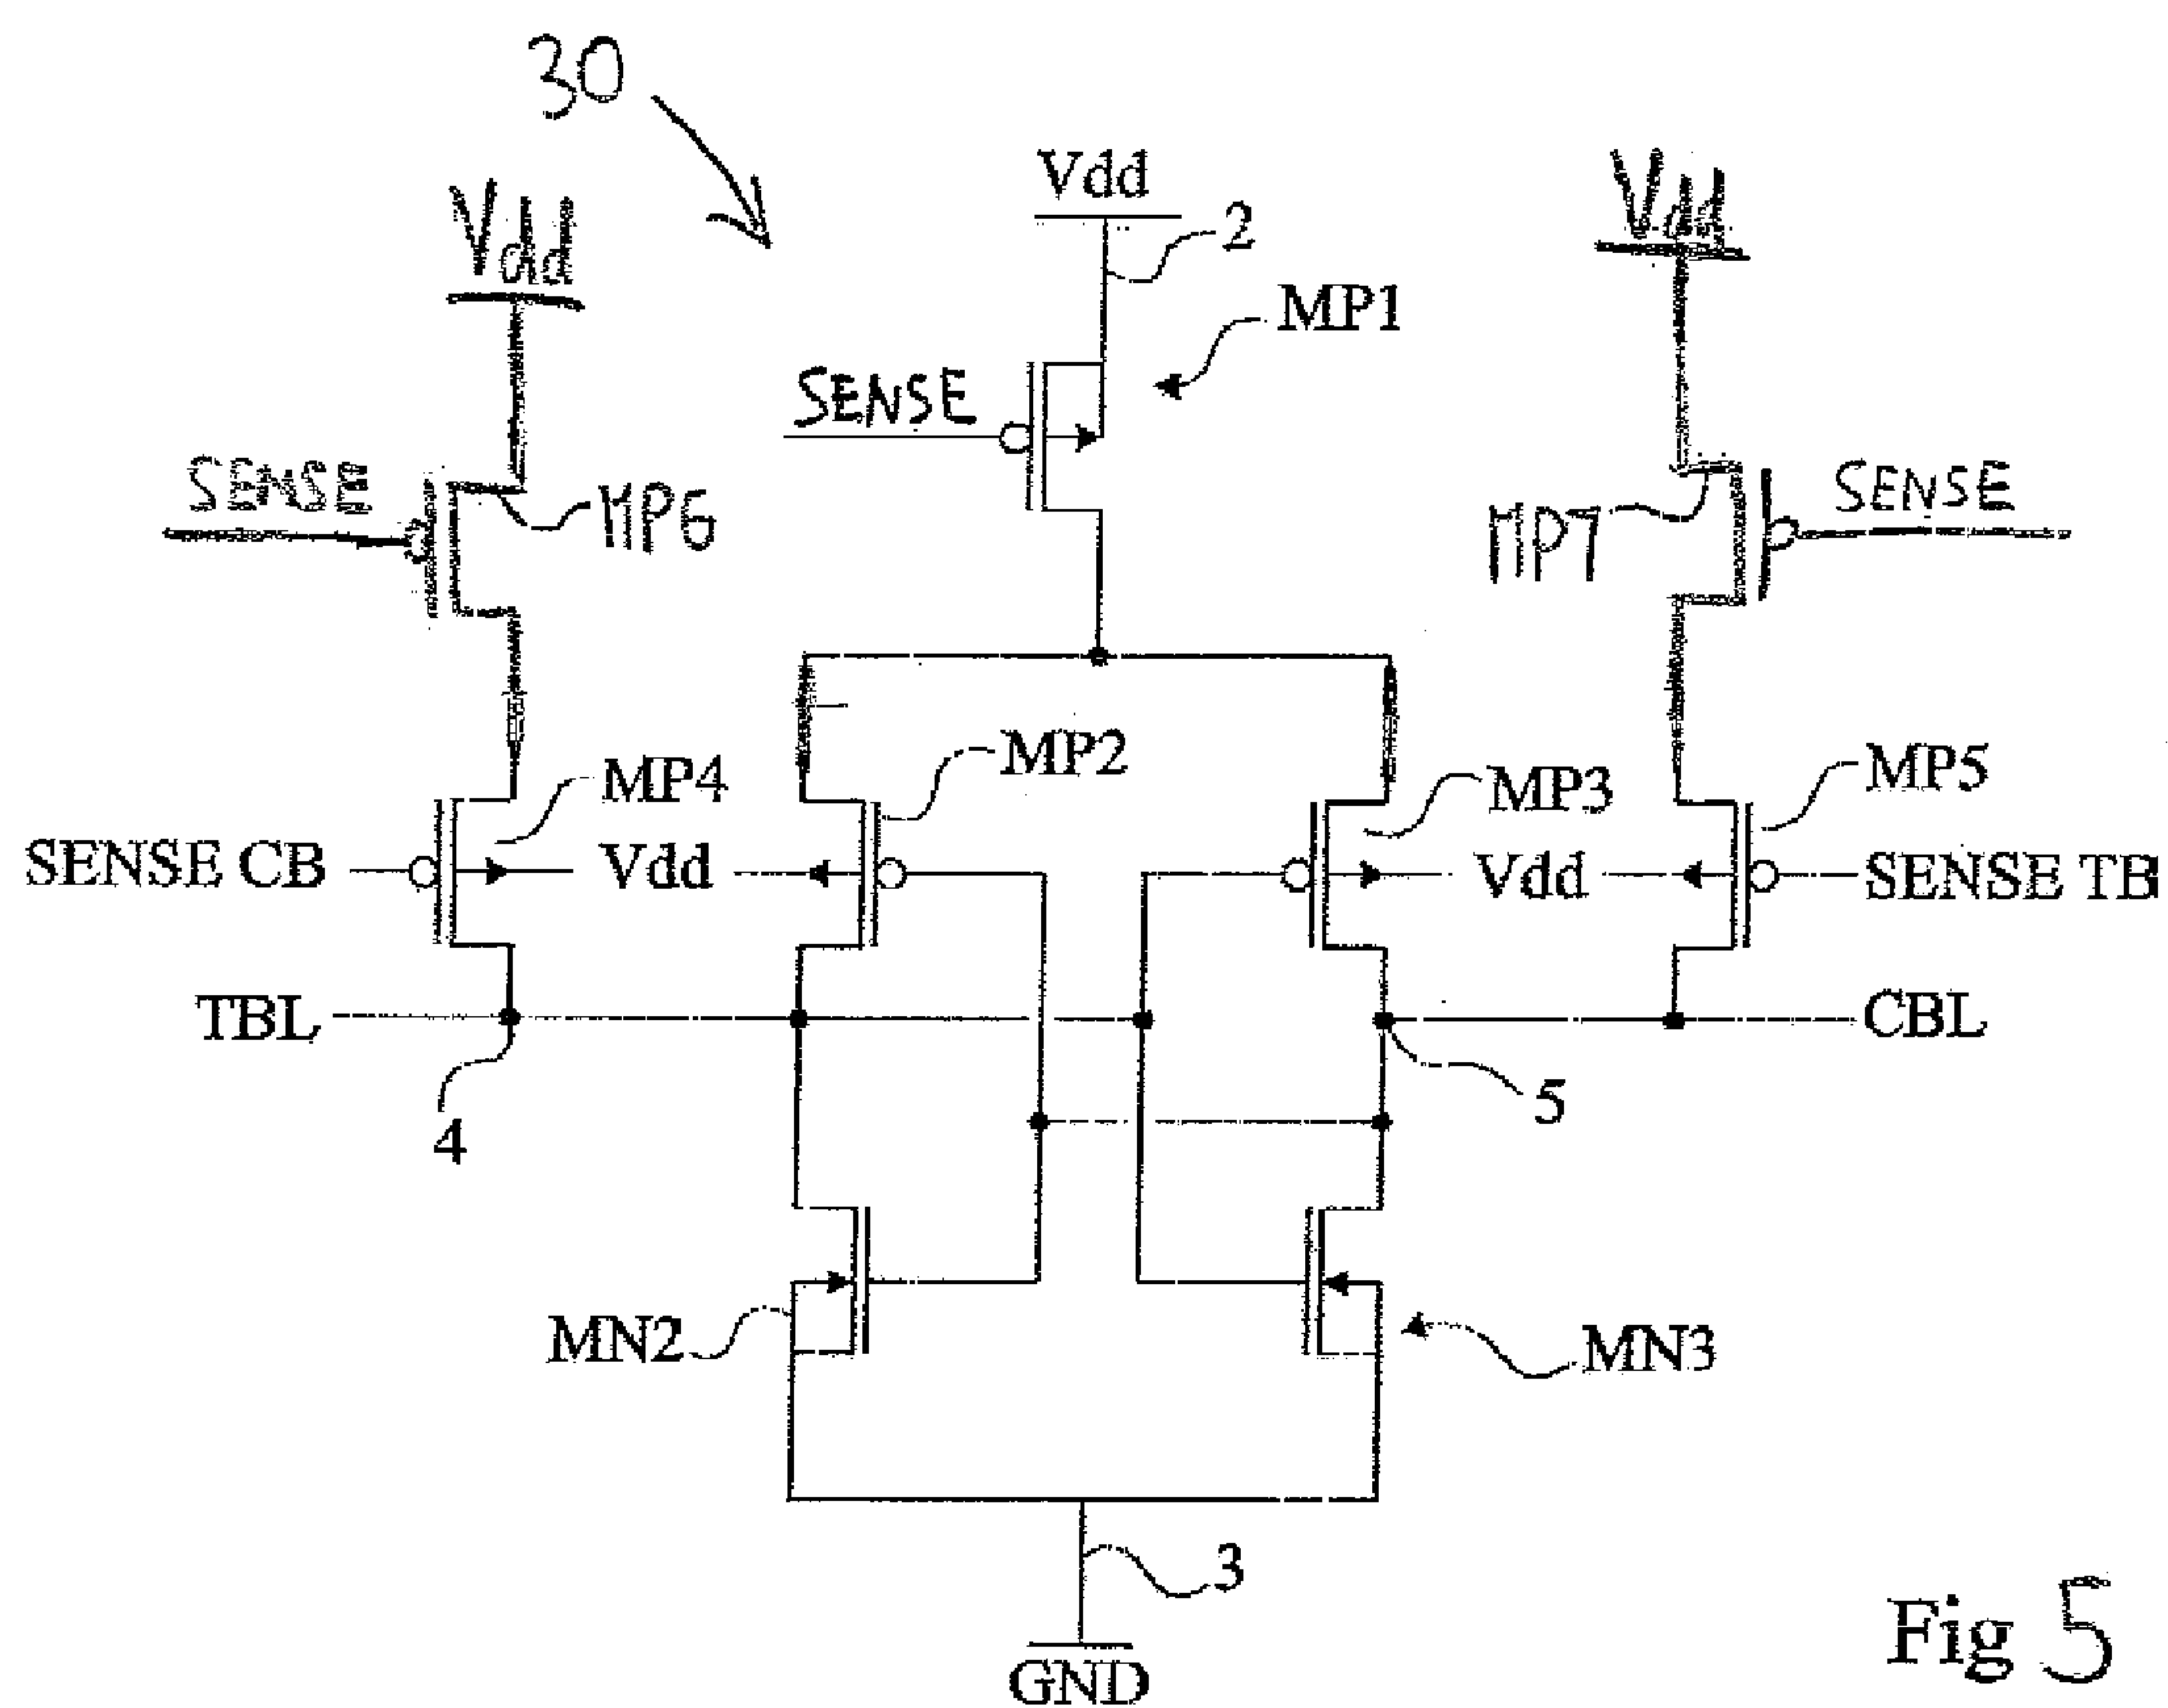 30
Vdd
Vdd
Vdd
2
MP1
SENSE
SENSE
MP6
MP7
SENSE
MP4
MP2
MP3
MP5
SENSE CB
Vdd
Vdd
SENSE TB
TBL
CBL
4
5
MN2
MN3
3
GND
Fig 5